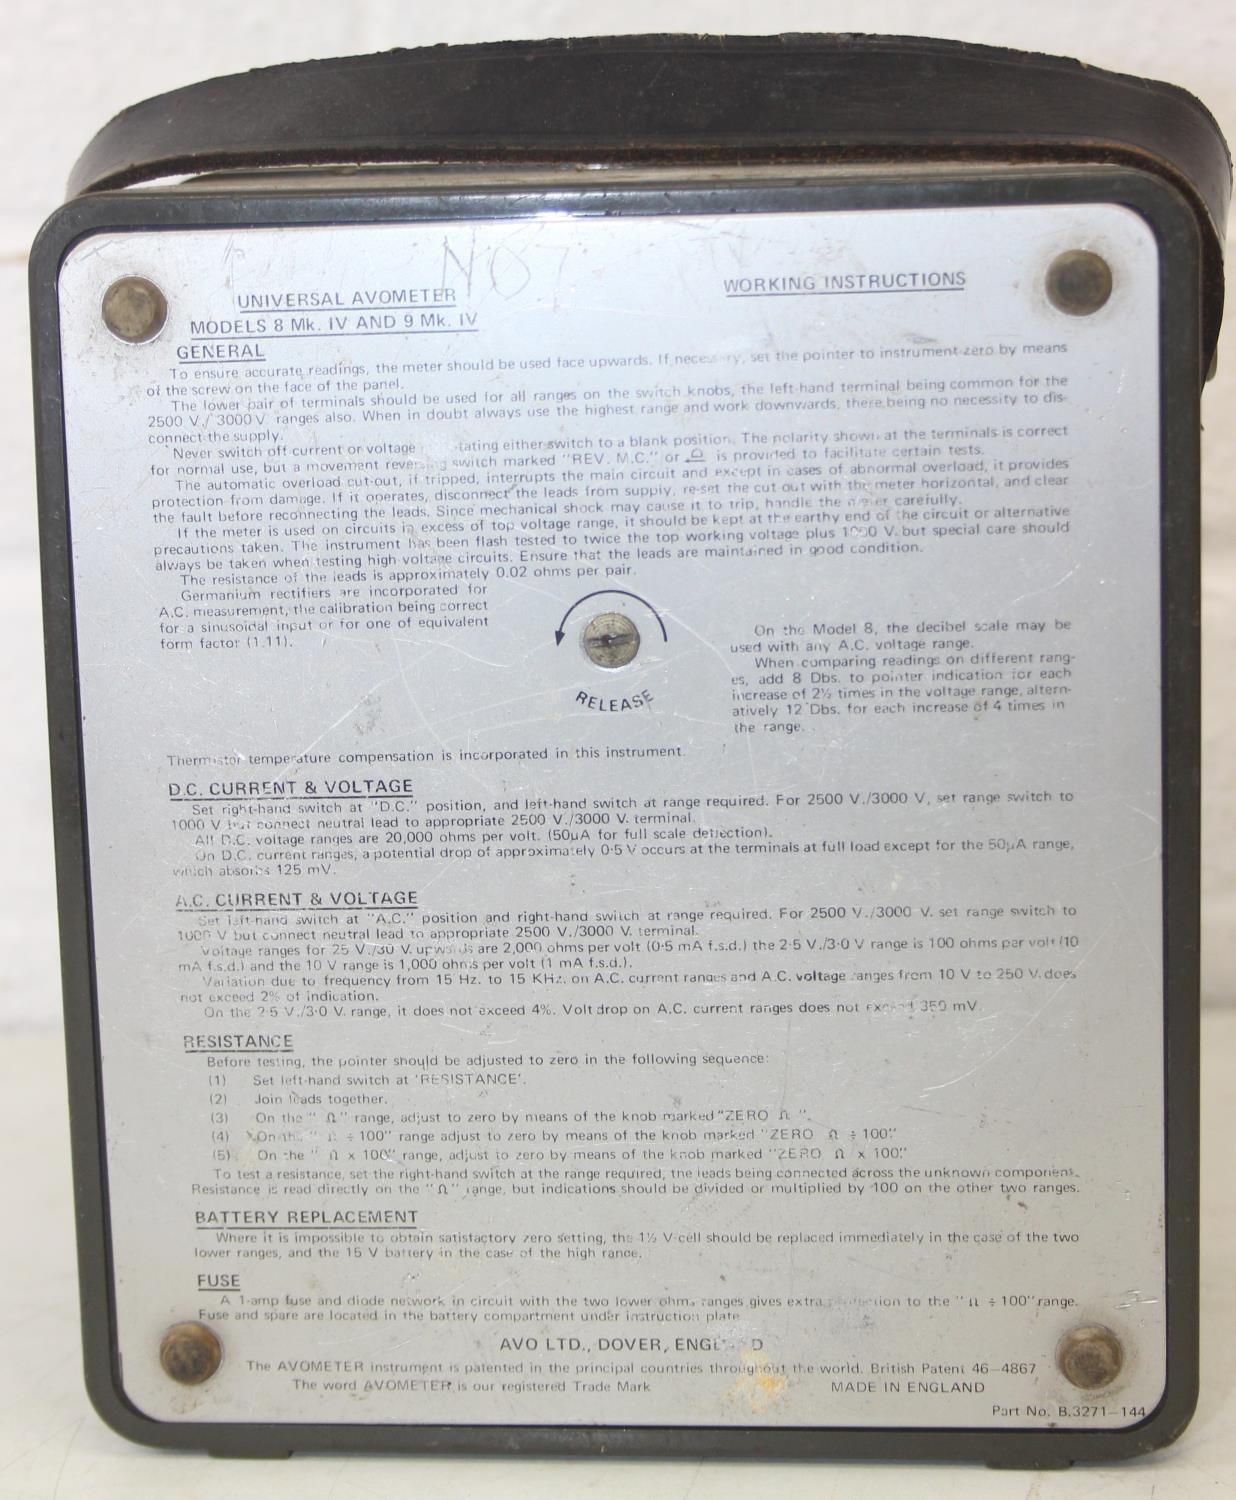 N
UNIVERSAL AVOMETER
WORKING INSTRUCTIONS
MODELS 8 Mk. IV AND 9 Mk. IV
GENERAL
To ensure accurate readings, the meter should be used face upwards. If set the pointer to instrument zero by means
of the screw on the face of the panel.
The lower pair of terminals should be used for all ranges on the switch knobs, the left-hand terminal being common for the
2500 V./ 3000 V. ranges also. When in doubt always use the highest range and work downwards, there being no necessity to dis-
connect the supply.
Never switch off current or voltage either switch to a blank position. The polarity shown at the terminals is correct
for normal use, but a movement switch marked "REV. M.C." or is provided to facilitate certain tests.
The automatic overload cut-out, if tripped, interrupts the main circuit and except in cases of abnormal overload, it provides
protection from damage. If it operates, disconnect the leads from supply, re-set the cut-out with the meter horizontal, and clear
the fault before reconnecting the leads. Since mechanical shock may cause it to trip, handle the meter carefully.
If the meter is used on circuits in excess of top voltage range, it should be kept at the earthy end of the circuit or alternative
precautions taken. The instrument has been flash tested to twice the top working voltage plus 1000 V. but special care should
always be taken when testing high voltage circuits. Ensure that the leads are maintained in good condition.
The resistance of the leads is approximately 0.02 ohms per pair.
Germanium rectifiers are incorporated for
A.C. measurement, the calibration being correct
for a sinusoidal input or for one of equivalent
form factor (1.11).
RELEASE
On the Model 8, the decibel scale may be
used with any A.C. voltage range.
When comparing readings on different rang-
es, add 8 Dbs. to pointer indication for each
increase of 2½ times in the voltage range, altern-
atively 12 Dbs. for each increase of 4 times in
the range.
Thermistor temperature compensation is incorporated in this instrument.
D.C. CURRENT & VOLTAGE
Set right-hand switch at "D.C." position, and left-hand switch at range required. For 2500 V./3000 V, set range switch to
1000 V but connect neutral lead to appropriate 2500 V./3000 V. terminal.
All D.C. voltage ranges are 20,000 ohms per volt. (50µA for full scale deflection).
On D.C. current ranges, a potential drop of approximately 0·5 V occurs at the terminals at full load except for the 50µA range,
which absorbs 125 mV.
A.C. CURRENT & VOLTAGE
Set left-hand switch at "A.C." position and right-hand switch at range required. For 2500 V./3000 V. set range switch to
1000 V but connect neutral lead to appropriate 2500 V./3000 V. terminal.
Voltage ranges for 25 V./30 V. upwards are 2,000 ohms per volt (0·5 mA f.s.d.) the 2·5 V./3·0 V range is 100 ohms per volt (10
mA f.s.d.) and the 10 V range is 1,000 ohms per volt (1 mA f.s.d.).
Variation due to frequency from 15 Hz. to 15 KHz. on A.C. current ranges and A.C. voltage ranges from 10 V to 250 V. does
not exceed 2% of indication.
On the 2·5 V./3·0 V. range, it does not exceed 4%. Volt drop on A.C. current ranges does not exceed 350 mV.
RESISTANCE
Before testing, the pointer should be adjusted to zero in the following sequence:
(1) Set left-hand switch at 'RESISTANCE'.
(2) Join leads together.
(3) On the " Ω" range, adjust to zero by means of the knob marked "ZERO Ω ".
(4) On the " Ω ÷ 100" range adjust to zero by means of the knob marked "ZERO Ω ÷ 100"
(5) On the " Ω x 100" range, adjust to zero by means of the knob marked "ZERO Ω x 100"
To test a resistance, set the right-hand switch at the range required, the leads being connected across the unknown component.
Resistance is read directly on the "Ω" range, but indications should be divided or multiplied by 100 on the other two ranges.
BATTERY REPLACEMENT
Where it is impossible to obtain satisfactory zero setting, the 1½ V cell should be replaced immediately in the case of the two
lower ranges, and the 15 V battery in the case of the high range.
FUSE
A 1-amp fuse and diode network in circuit with the two lower ohms ranges gives extra protection to the " Ω ÷ 100" range.
Fuse and spare are located in the battery compartment under instruction plate
AVO LTD., DOVER, ENGLAND
The AVOMETER instrument is patented in the principal countries throughout the world. British Patent 46—4867
The word AVOMETER is our registered Trade Mark
MADE IN ENGLAND
Part No. B.3271—144